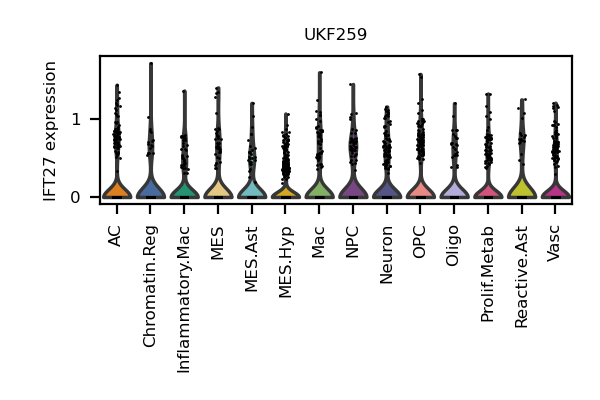 UKF259
IFT27 expression
1
0
AC
Chromatin.Reg
Inflammatory.Mac
MES
MES.Ast
MES.Hyp
Mac
NPC
Neuron
OPC
Oligo
Prolif.Metab
Reactive.Ast
Vasc